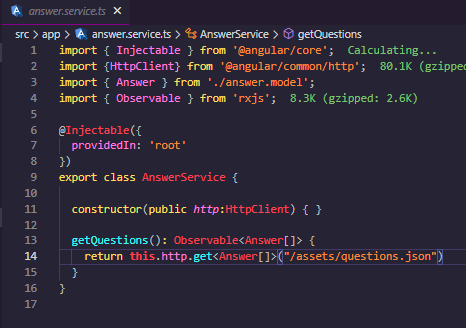 answer.service.ts ×
src > app > answer.service.ts > AnswerService > getQuestions
1 import { Injectable } from '@angular/core'; Calculating...
2 import {HttpClient} from '@angular/common/http'; 80.1K (gzipped
3 import { Answer } from './answer.model';
4 import { Observable } from 'rxjs'; 8.3K (gzipped: 2.6K)
5
6 @Injectable({
7 providedIn: 'root'
8 })
9 export class AnswerService {
10
11 constructor(public http:HttpClient) { }
12
13 getQuestions(): Observable<Answer[]> {
14 return this.http.get<Answer[]>("/assets/questions.json")
15 }
16 }
17